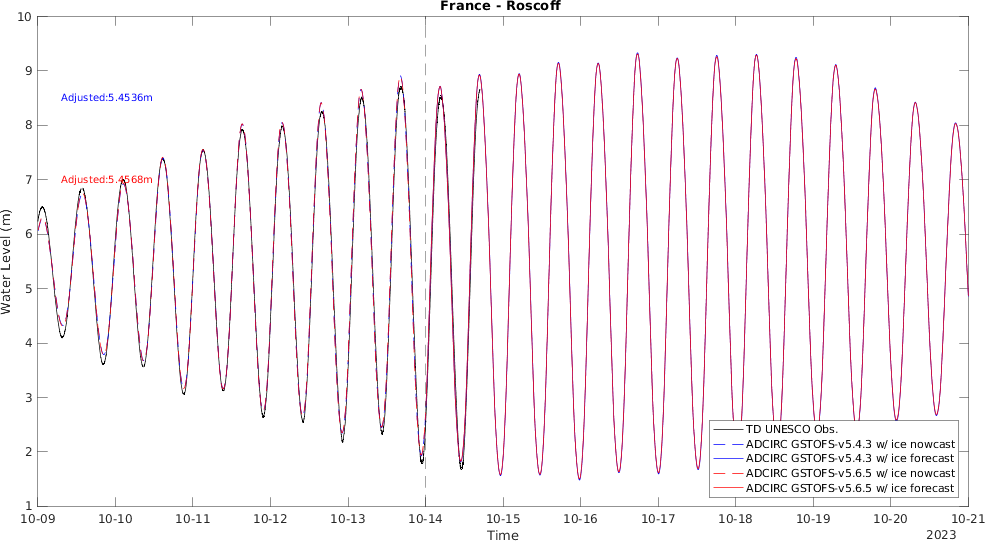 France - Roscoff
10
9
8
7
6
5
4
3
2
1
Water Level (m)
Adjusted:5.4536m
Adjusted:5.4568m
TD UNESCO Obs.
ADCIRC GSTOFS-v5.4.3 w/ ice nowcast
ADCIRC GSTOFS-v5.4.3 w/ ice forecast
ADCIRC GSTOFS-v5.6.5 w/ ice nowcast
ADCIRC GSTOFS-v5.6.5 w/ ice forecast
10-09 10-10 10-11 10-12 10-13 10-14 10-15 10-16 10-17 10-18 10-19 10-20 10-21
Time
2023